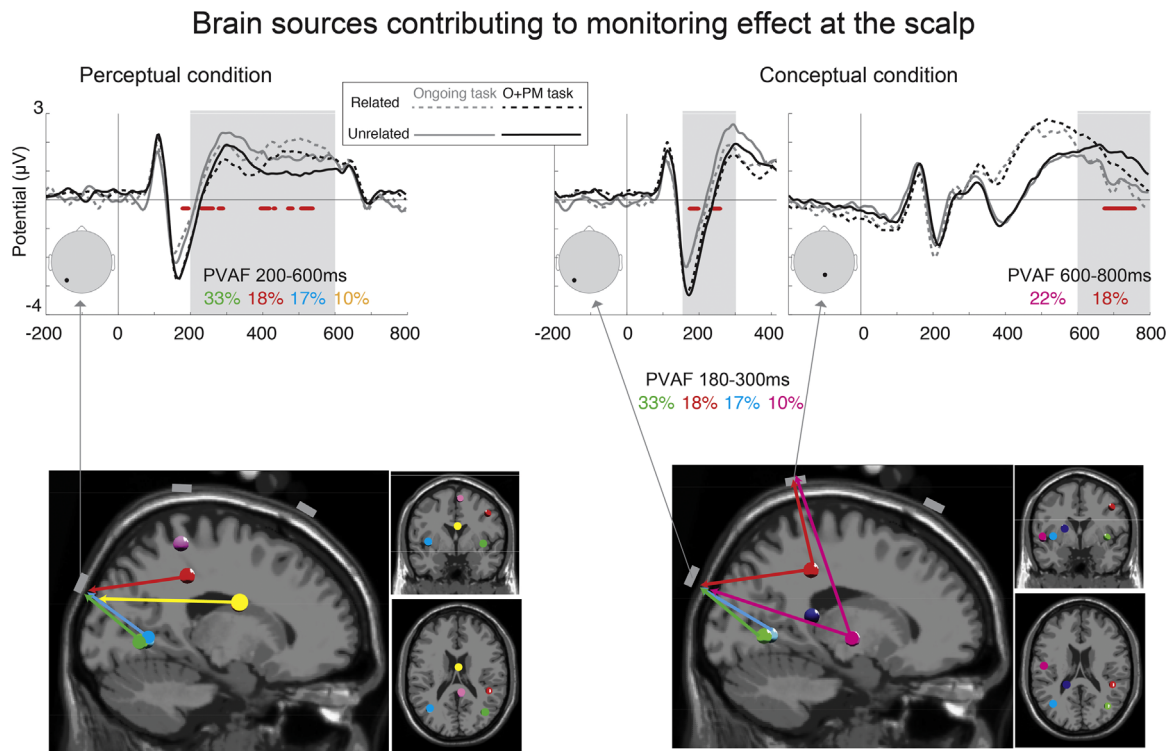 Brain sources contributing to monitoring effect at the scalp
Perceptual condition
Conceptual condition
Ongoing task O+PM task
Related
Unrelated
3
Potential (µV)
-4
PVAF 200-600ms
33% 18% 17% 10%
-200 0 200 400 600 800
-200 0 200 400
PVAF 600-800ms
22% 18%
0 200 400 600 800
PVAF 180-300ms
33% 18% 17% 10%